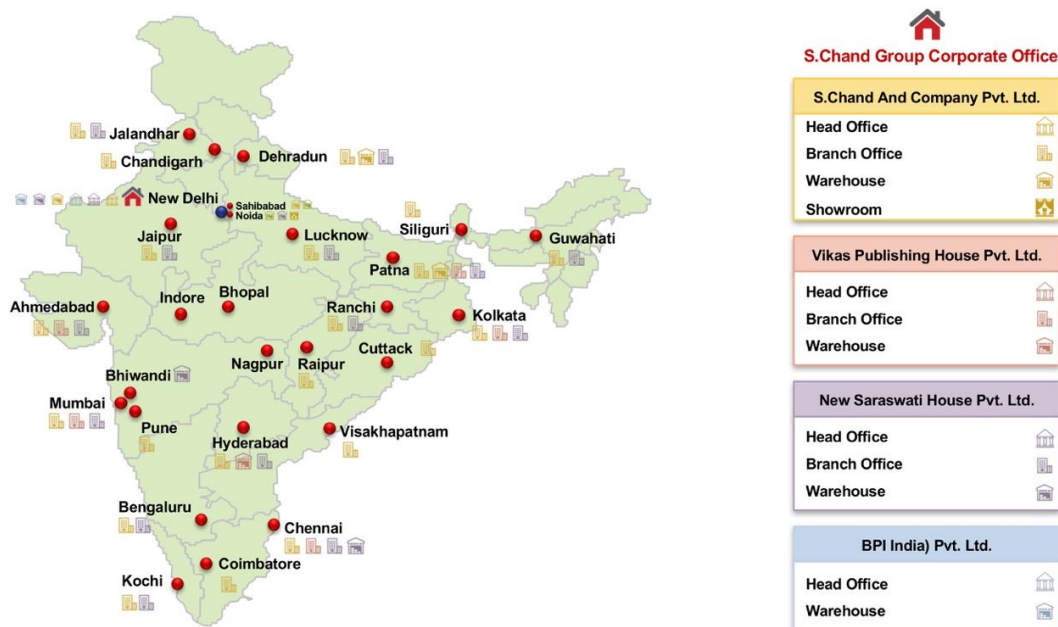 S.Chand Group Corporate Office
S.Chand And Company Pvt. Ltd.
Head Office
Branch Office
Warehouse
Showroom
Vikas Publishing House Pvt. Ltd.
Head Office
Branch Office
Warehouse
New Saraswati House Pvt. Ltd.
Head Office
Branch Office
Warehouse
BPI India) Pvt. Ltd.
Head Office
Warehouse
Jalandhar
Chandigarh
Dehradun
New Delhi
Sahibabad
Noida
Jaipur
Lucknow
Siliguri
Guwahati
Patna
Ahmedabad
Indore
Bhopal
Ranchi
Kolkata
Cuttack
Nagpur
Raipur
Bhiwandi
Mumbai
Pune
Hyderabad
Visakhapatnam
Bengaluru
Chennai
Coimbatore
Kochi